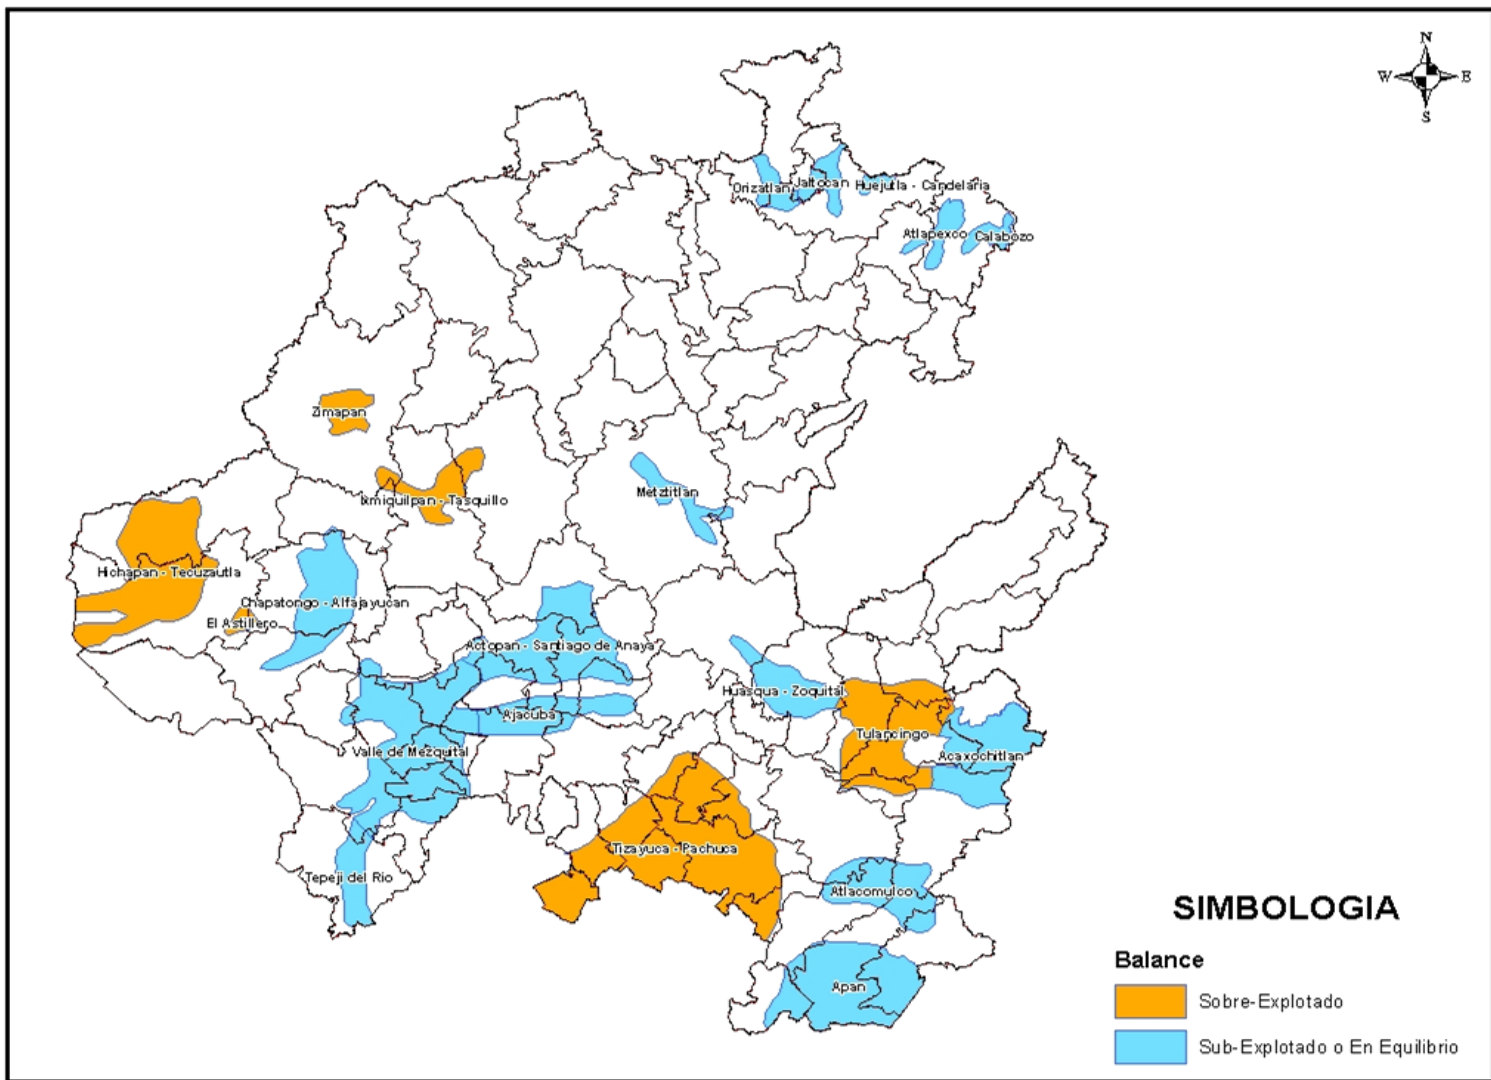 N
W E
S
Orizatlan
Jaltocan
Huejutla - Candelaria
Atlapexco
Calabozo
Zimapan
Ixmiquilpan - Tasquillo
Metztitlan
Hichapan - Tecuzautla
Chapatongo - Alfajayucan
El Astillero
Actopan - Santiago de Anaya
Huasqua - Zoquital
Ajacuba
Tulancingo
Valle de Mezquital
Acaxochitlan
Tizayuca - Pachuca
Tepeji del Rio
Atlacomulco
Apan
SIMBOLOGIA
Balance
Sobre-Explotado
Sub-Explotado o En Equilibrio